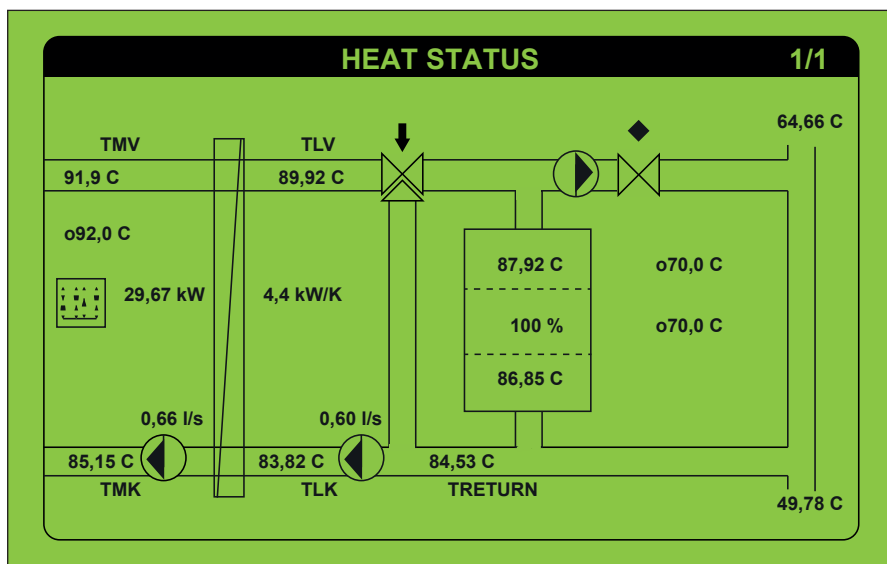 HEAT STATUS 1/1
64,66 C
TMV TLV
91,9 C 89,92 C
o92,0 C
87,92 C o70,0 C
29,67 kW 4,4 kW/K
100 % o70,0 C
86,85 C
0,66 l/s 0,60 l/s
85,15 C 83,82 C 84,53 C
TMK TLK TRETURN
49,78 C